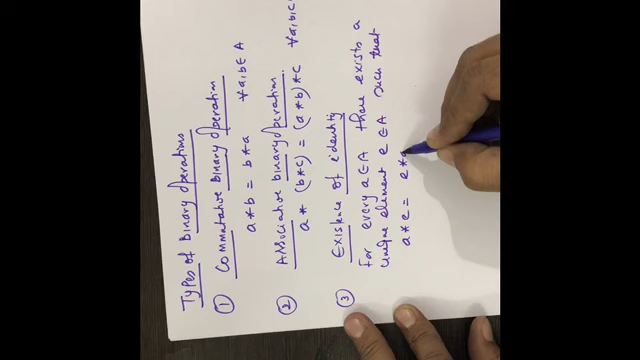 Types of Binary operations
① Commutative binary operation
a * b = b * a ∀ a, b ∈ A
② Associative binary operation.
a * (b * c) = (a * b) * c ∀ a, b, c
③ Existence of identity
for every a ∈ A there exists a
unique element e ∈ A such that
a * e = e * a